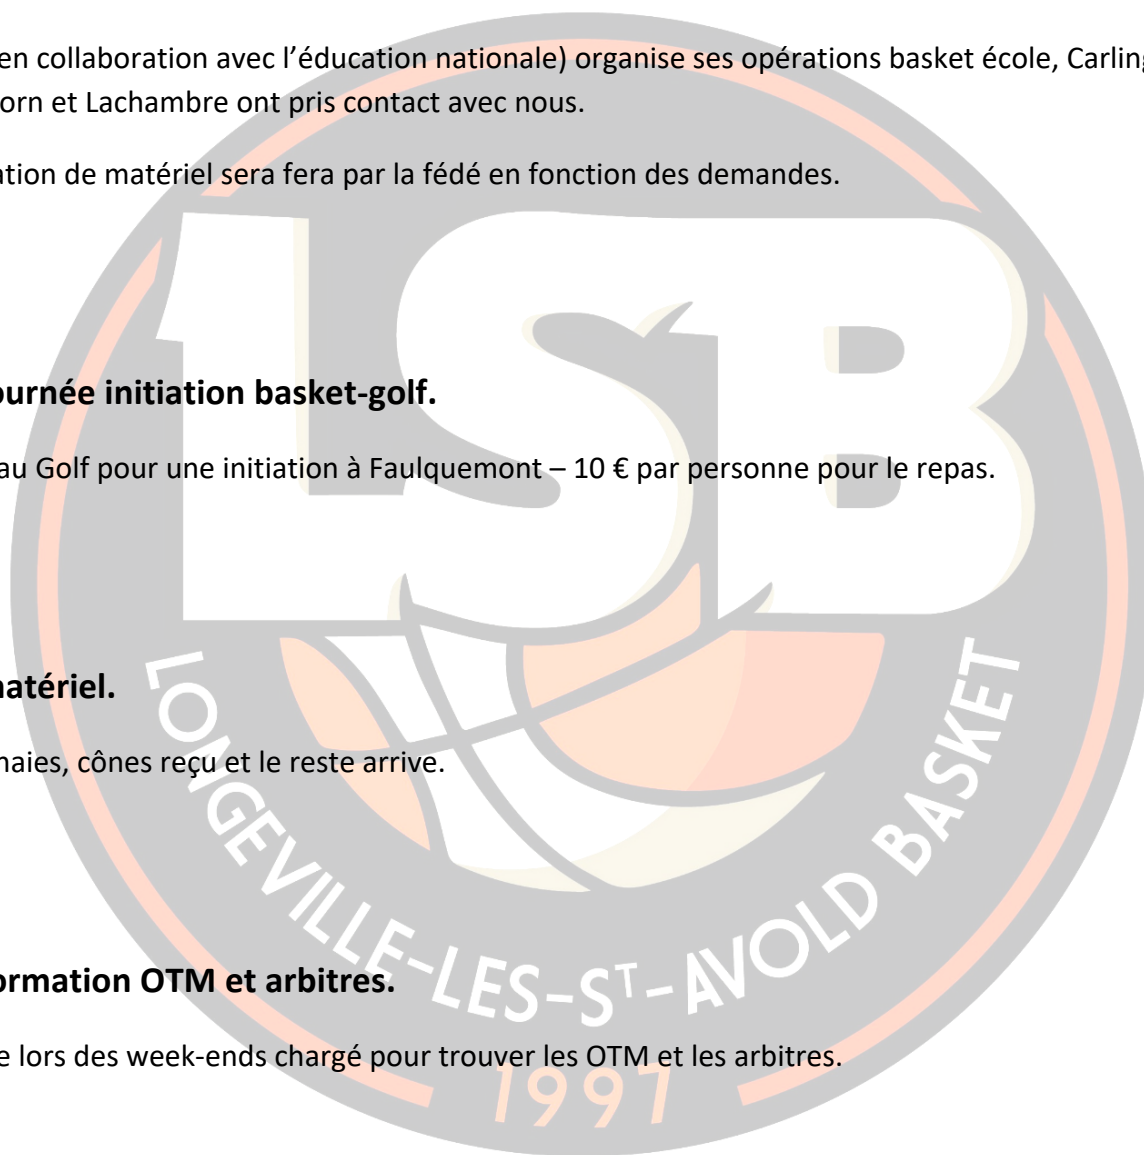 en collaboration avec l’éducation nationale) organise ses opérations basket école, Carling
orn et Lachambre ont pris contact avec nous.
ation de matériel sera fera par la fédé en fonction des demandes.
LSB
ournée initiation basket-golf.
au Golf pour une initiation à Faulquemont – 10 € par personne pour le repas.
atériel.
haies, cônes reçu et le reste arrive.
ormation OTM et arbitres.
e lors des week-ends chargé pour trouver les OTM et les arbitres.
LONGEVILLE-LES-ST-AVOLD BASKET
1997